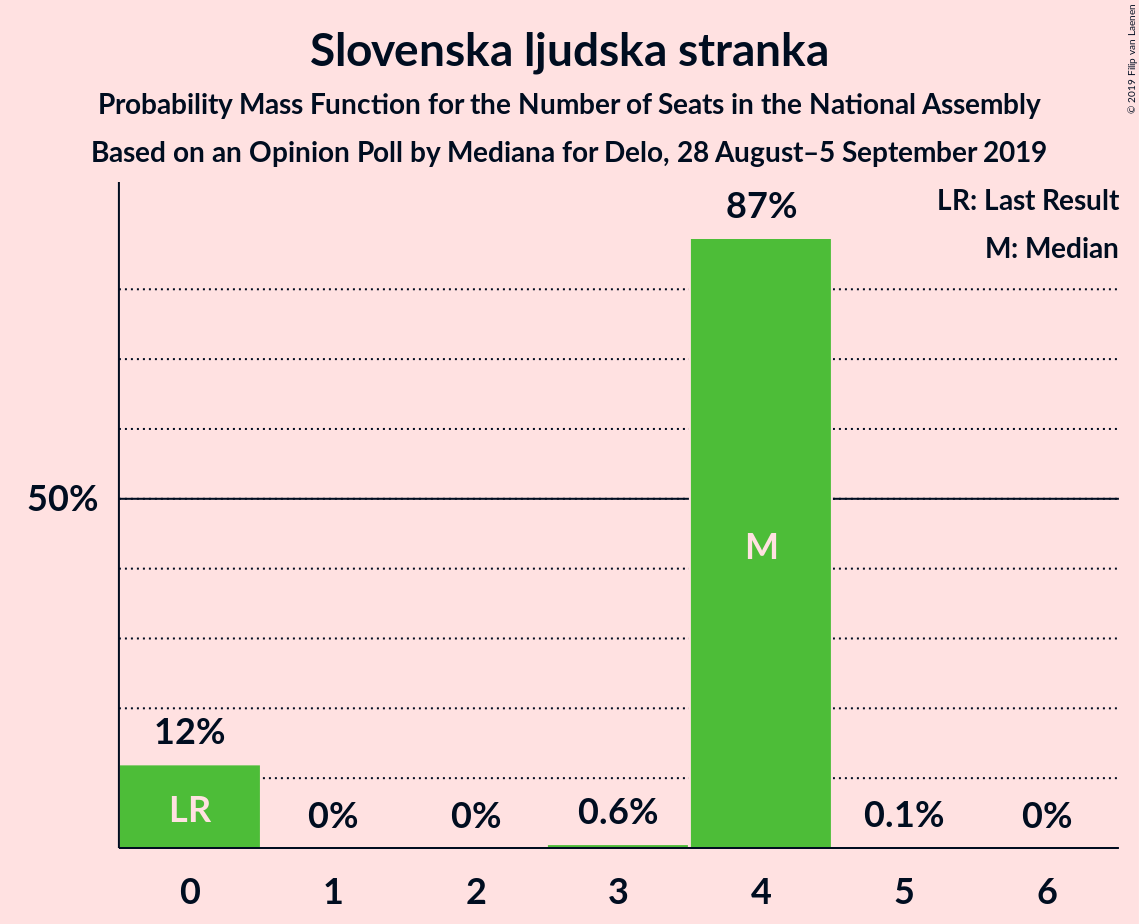 Slovenska ljudska stranka
Probability Mass Function for the Number of Seats in the National Assembly
Based on an Opinion Poll by Mediana for Delo, 28 August–5 September 2019
© 2019 Filip van Laenen
LR: Last Result
M: Median
87%
50%
M
12%
LR
0%
0%
0.6%
0.1%
0%
0 1 2 3 4 5 6